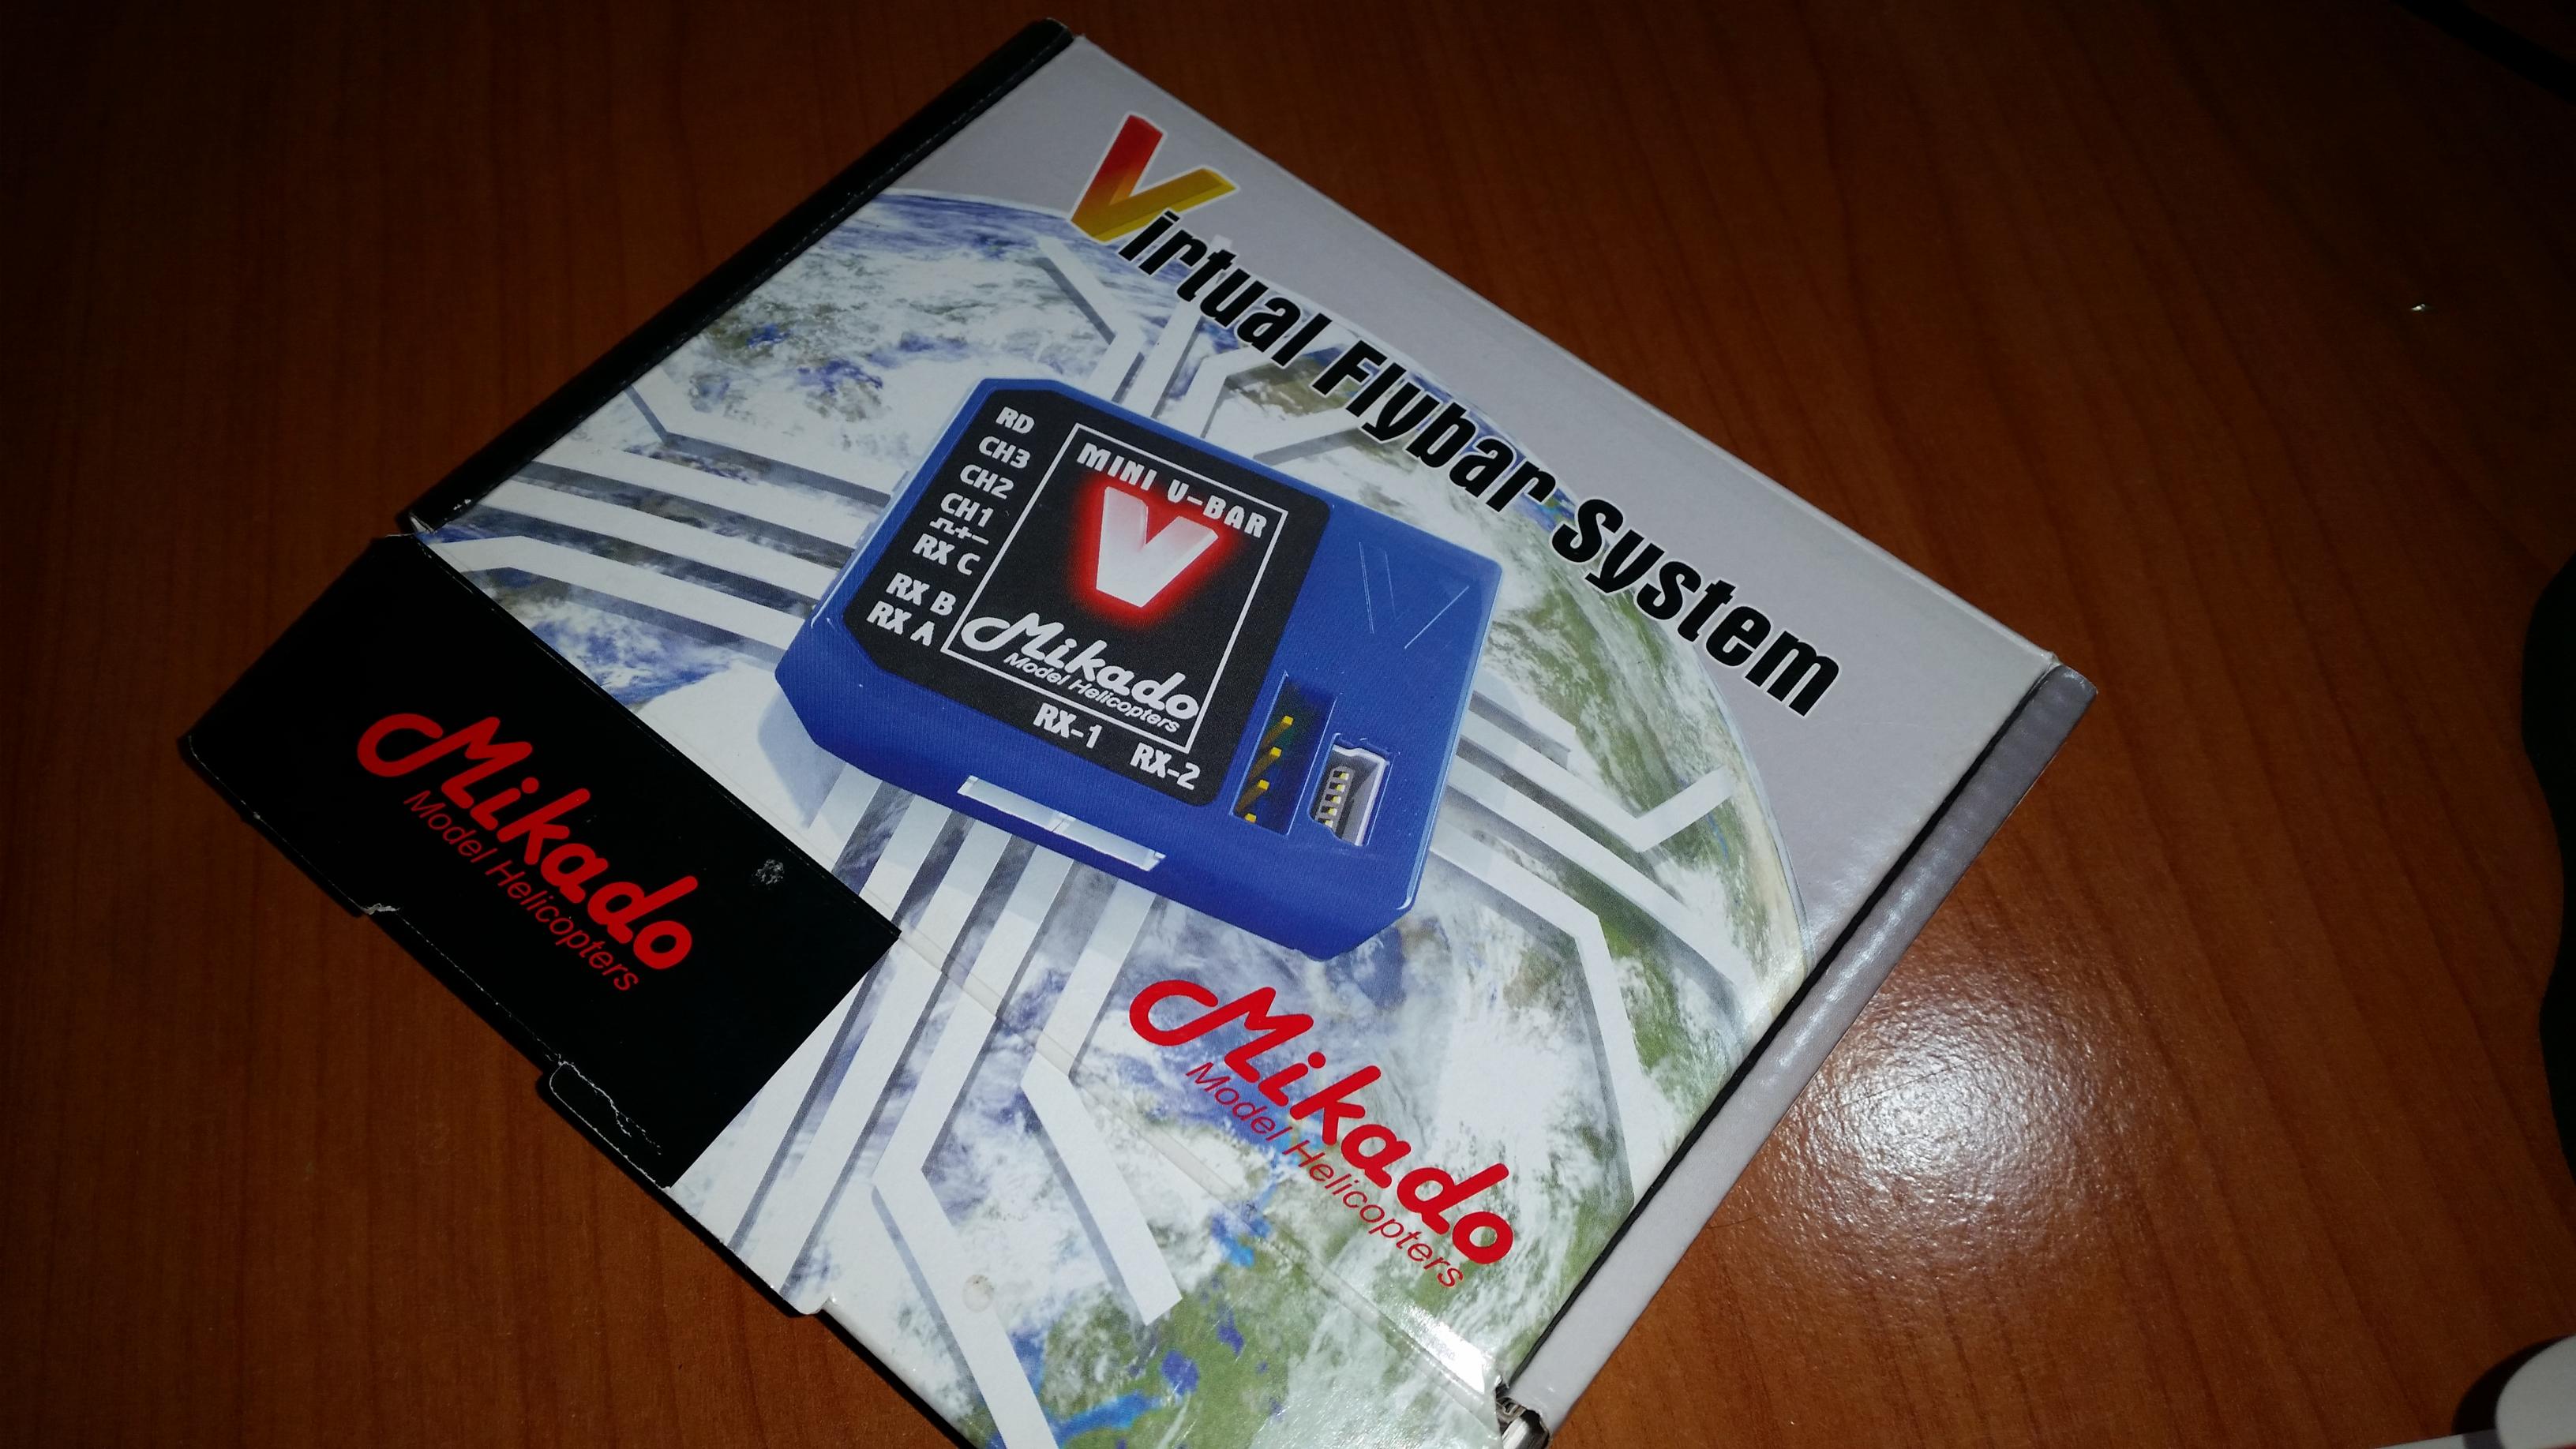 Virtual Flybar System
RD
CH3
CH2
CH1
RX C
RX B
RX A
MINI V-BAR
V
Mikado
Model Helicopters
RX-1 RX-2
Mikado
Model Helicopters
Mikado
Model Helicopters